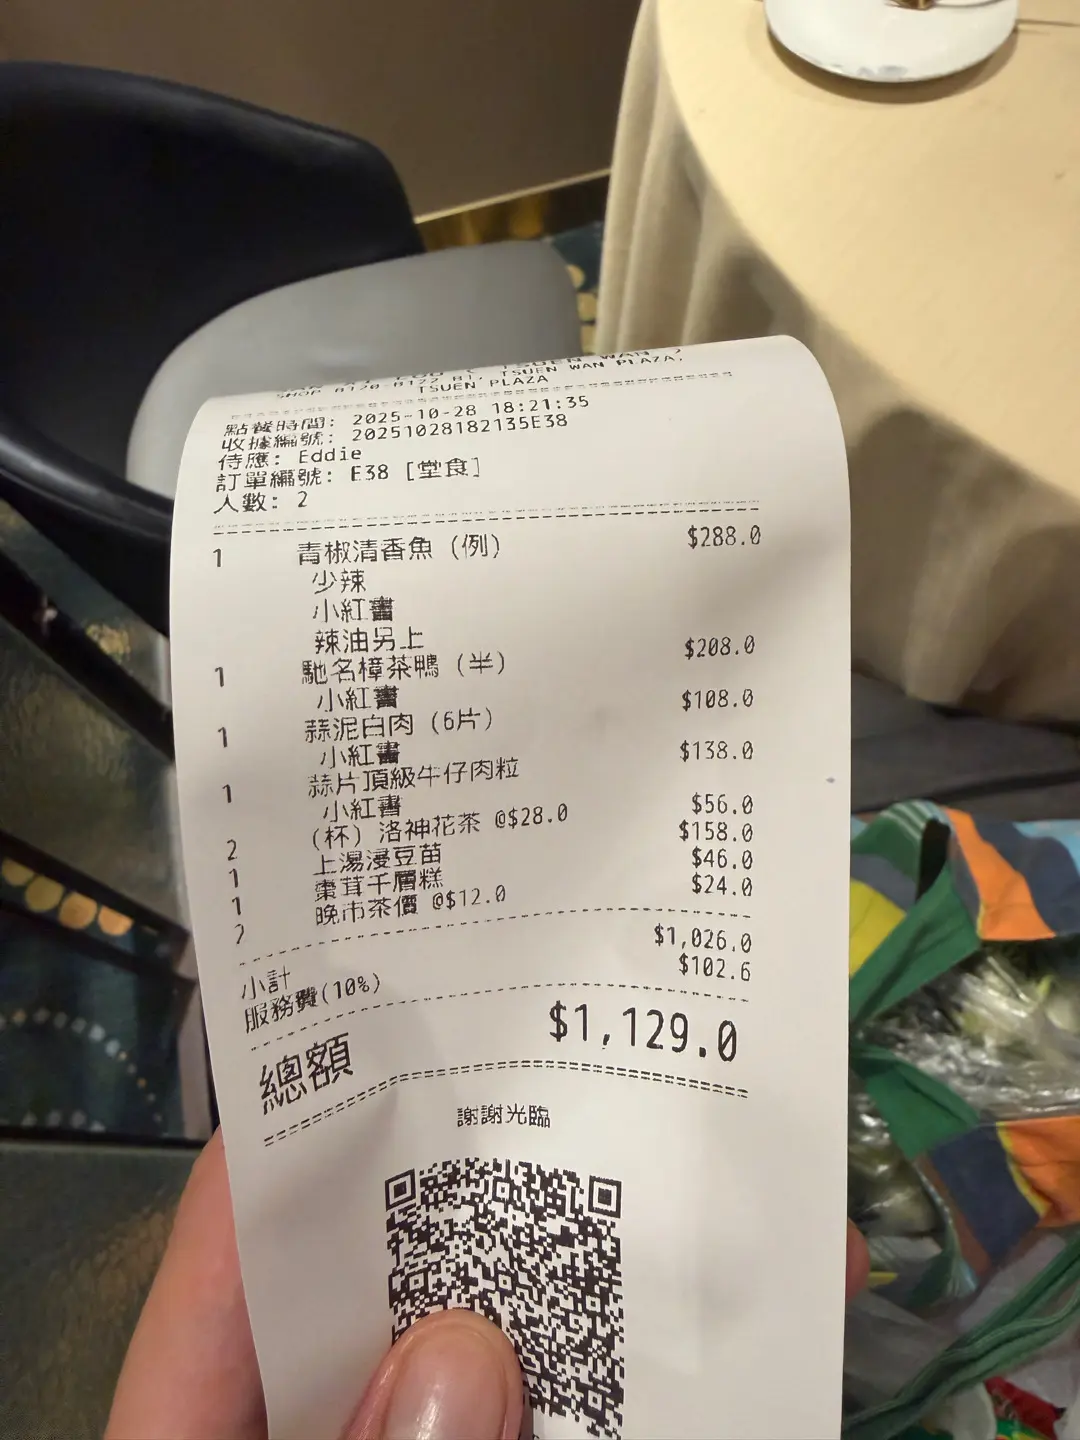 ( TSUEN WAN )
SHOP B120-B122 B1, TSUEN WAN PLAZA,
TSUEN PLAZA
點餐時間: 2025-10-28 18:21:35
收據編號: 20251028182135E38
侍應: Eddie
訂單編號: E38 [堂食]
人數: 2
1 青椒清香魚 (例) $288.0
少辣
小紅書
辣油另上
1 馳名樟茶鴨 (半) $208.0
小紅書
1 蒜泥白肉 (6片) $108.0
小紅書
1 蒜片頂級牛仔肉粒 $138.0
小紅書
2 (杯) 洛神花茶 @$28.0 $56.0
1 上湯浸豆苗 $158.0
1 棗茸千層糕 $46.0
2 晚市茶價 @$12.0 $24.0
小計 $1,026.0
服務費(10%) $102.6
總額 $1,129.0
謝謝光臨